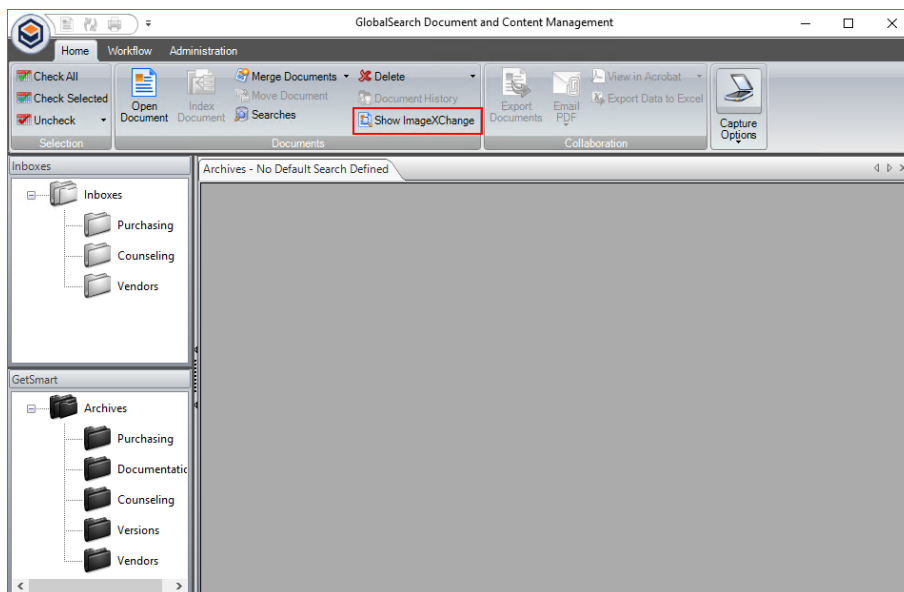 GlobalSearch Document and Content Management
Home Workflow Administration
Check All
Check Selected
Uncheck
Selection
Open Document
Index Document
Merge Documents
Move Document
Searches
Delete
Document History
Show ImageXChange
Documents
Export Documents
Email PDF
View in Acrobat
Export Data to Excel
Collaboration
Capture Options
Inboxes
Inboxes
Purchasing
Counseling
Vendors
GetSmart
Archives
Purchasing
Documentatic
Counseling
Versions
Vendors
Archives - No Default Search Defined